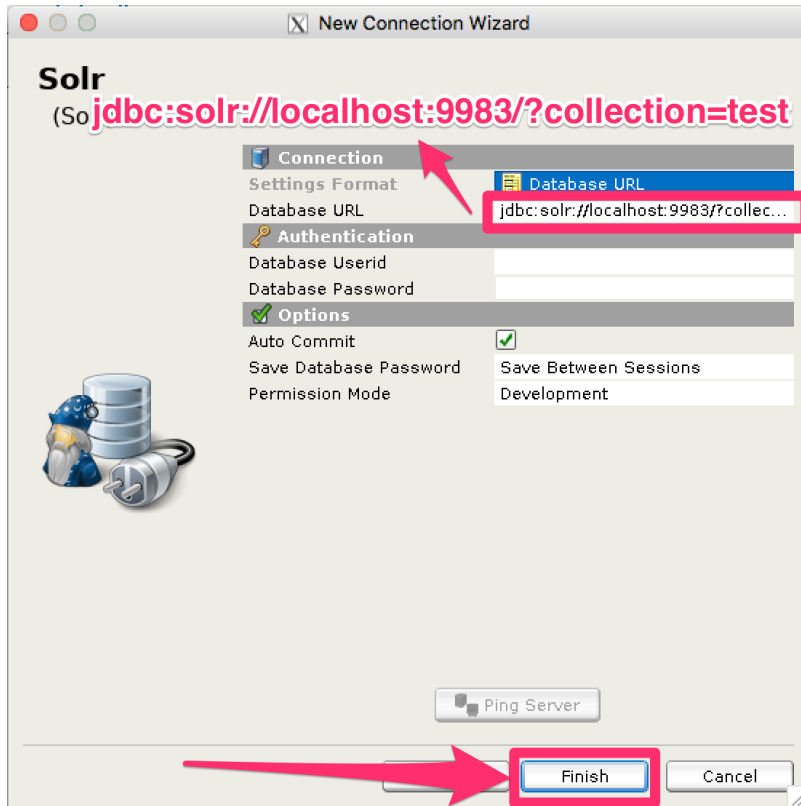 New Connection Wizard
Solr
(So
jdbc:solr://localhost:9983/?collection=test
Connection
Settings Format Database URL
Database URL jdbc:solr://localhost:9983/?collec...
Authentication
Database Userid
Database Password
Options
Auto Commit
Save Database Password Save Between Sessions
Permission Mode Development
Ping Server
Finish Cancel